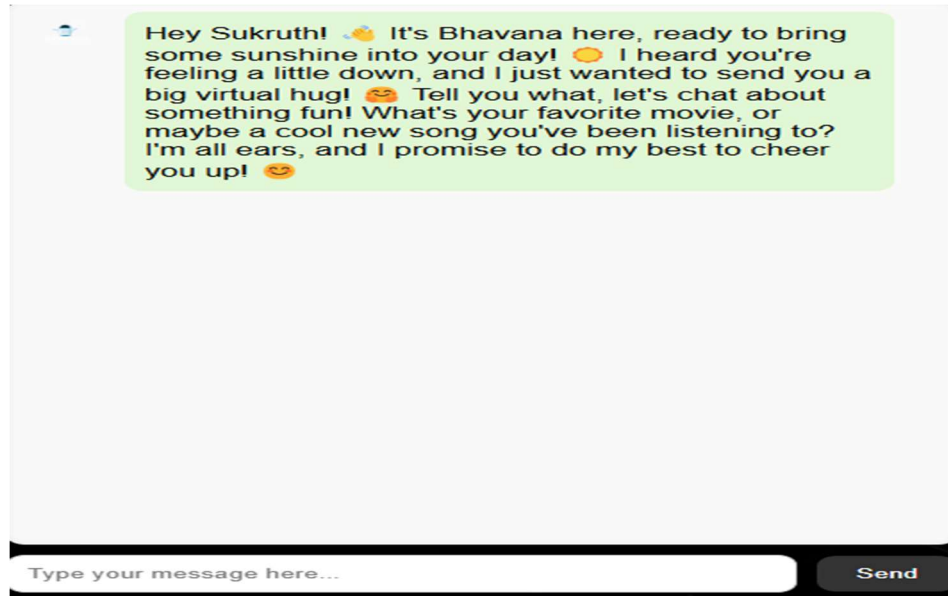 Hey Sukruth! 👋 It's Bhavana here, ready to bring
some sunshine into your day! 🌞 I heard you're
feeling a little down, and I just wanted to send you a
big virtual hug! 🤗 Tell you what, let's chat about
something fun! What's your favorite movie, or
maybe a cool new song you've been listening to?
I'm all ears, and I promise to do my best to cheer
you up! 😊
Type your message here...
Send